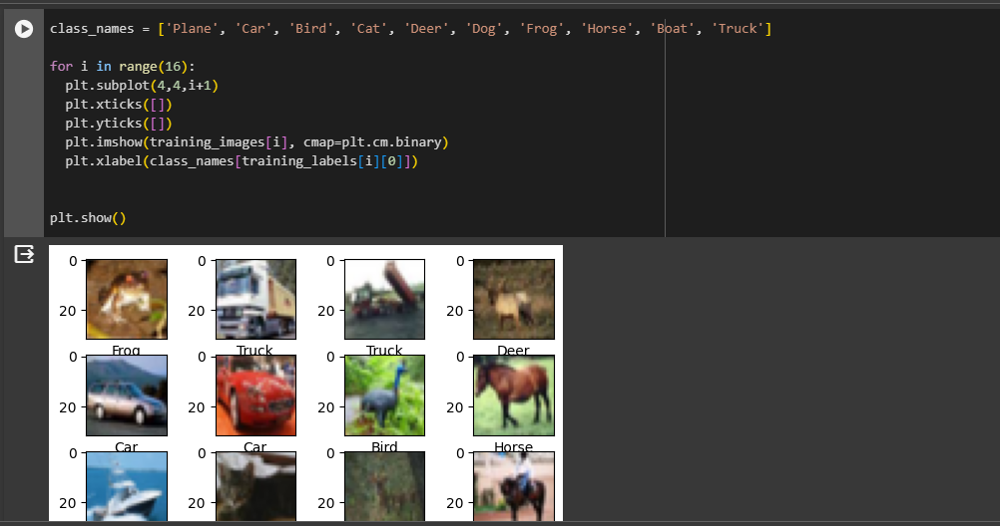 class_names = ['Plane', 'Car', 'Bird', 'Cat', 'Deer', 'Dog', 'Frog', 'Horse', 'Boat', 'Truck']
for i in range(16):
  plt.subplot(4,4,i+1)
  plt.xticks([])
  plt.yticks([])
  plt.imshow(training_images[i], cmap=plt.cm.binary)
  plt.xlabel(class_names[training_labels[i][0]])
plt.show()
0 0 0 0
20 20 20 20
Frog Truck Truck Deer
0 0 0 0
20 20 20 20
Car Car Bird Horse
0 0 0 0
20 20 20 20